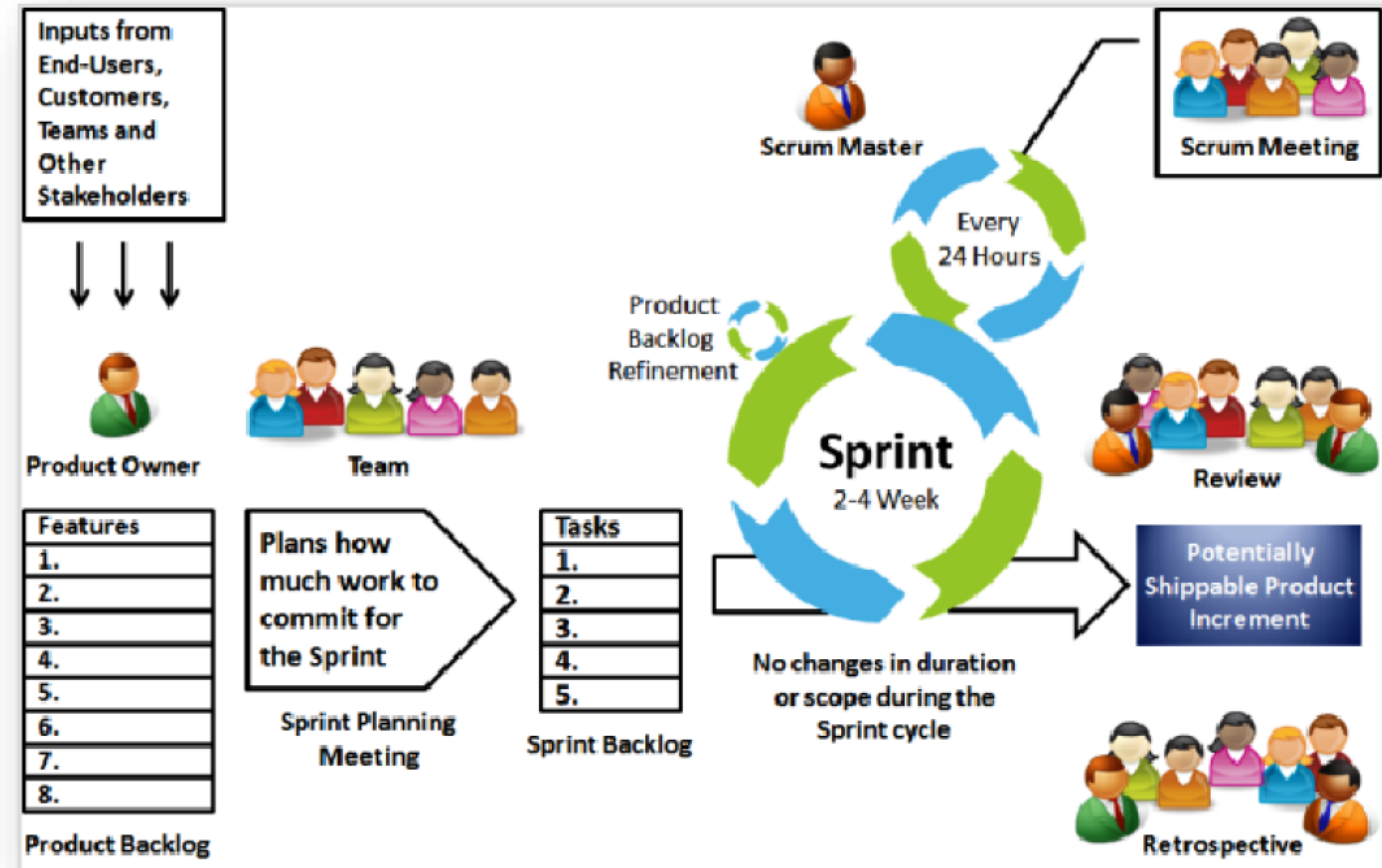 Inputs from
End-Users,
Customers,
Teams and
Other
Stakeholders
Product Owner
Features
1.
2.
3.
4.
5.
6.
7.
8.
Product Backlog
Team
Plans how
much work to
commit for
the Sprint
Sprint Planning
Meeting
Tasks
1.
2.
3.
4.
5.
Sprint Backlog
Scrum Master
Every
24 Hours
Scrum Meeting
Product
Backlog
Refinement
Sprint
2-4 Week
No changes in duration
or scope during the
Sprint cycle
Review
Potentially
Shippable Product
Increment
Retrospective